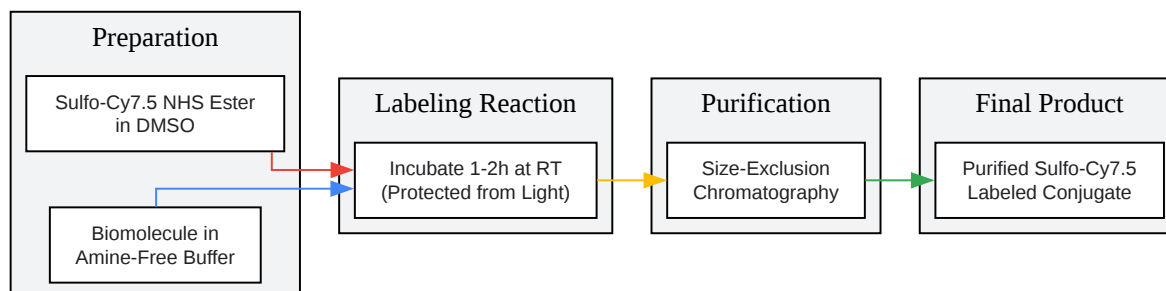 Preparation
Sulfo-Cy7.5 NHS Ester
in DMSO
Biomolecule in
Amine-Free Buffer
Labeling Reaction
Incubate 1-2h at RT
(Protected from Light)
Purification
Size-Exclusion
Chromatography
Final Product
Purified Sulfo-Cy7.5
Labeled Conjugate